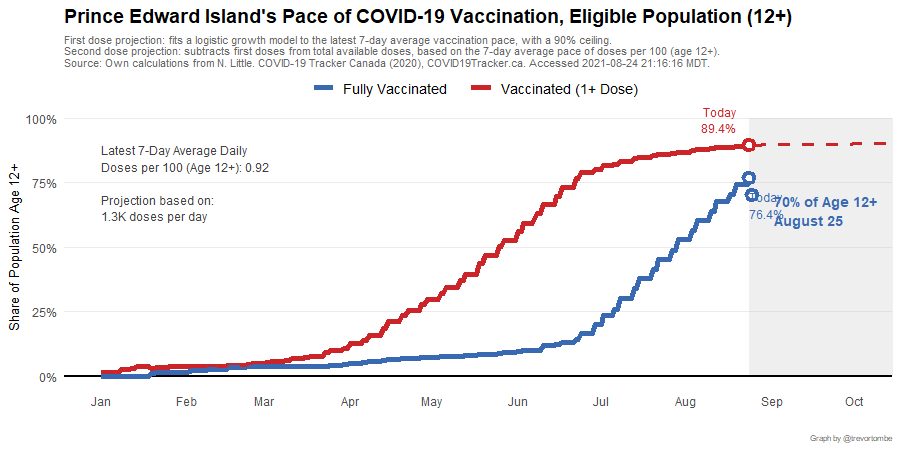 Prince Edward Island's Pace of COVID-19 Vaccination, Eligible Population (12+)
First dose projection: fits a logistic growth model to the latest 7-day average vaccination pace, with a 90% ceiling.
Second dose projection: subtracts first doses from total available doses, based on the 7-day average pace of doses per 100 (age 12+).
Source: Own calculations from N. Little. COVID-19 Tracker Canada (2020), COVID19Tracker.ca. Accessed 2021-08-24 21:16:16 MDT.
Fully Vaccinated
Vaccinated (1+ Dose)
Share of Population Age 12+
100%
75%
50%
25%
0%
Latest 7-Day Average Daily
Doses per 100 (Age 12+): 0.92
Projection based on:
1.3K doses per day
Today
89.4%
Today
76.4%
70% of Age 12+
August 25
Jan
Feb
Mar
Apr
May
Jun
Jul
Aug
Sep
Oct
Graph by @trevortombe